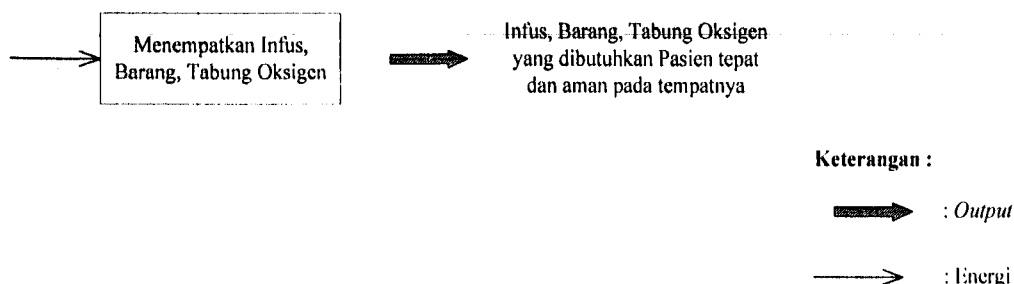 Menempatkan Infus,
Barang, Tabung Oksigen
Infus, Barang, Tabung Oksigen
yang dibutuhkan Pasien tepat
dan aman pada tempatnya
Keterangan :
: Output
: Energi